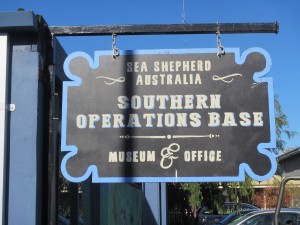 SEA SHEPHERD
AUSTRALIA
SOUTHERN
OPERATIONS BASE
MUSEUM & OFFICE